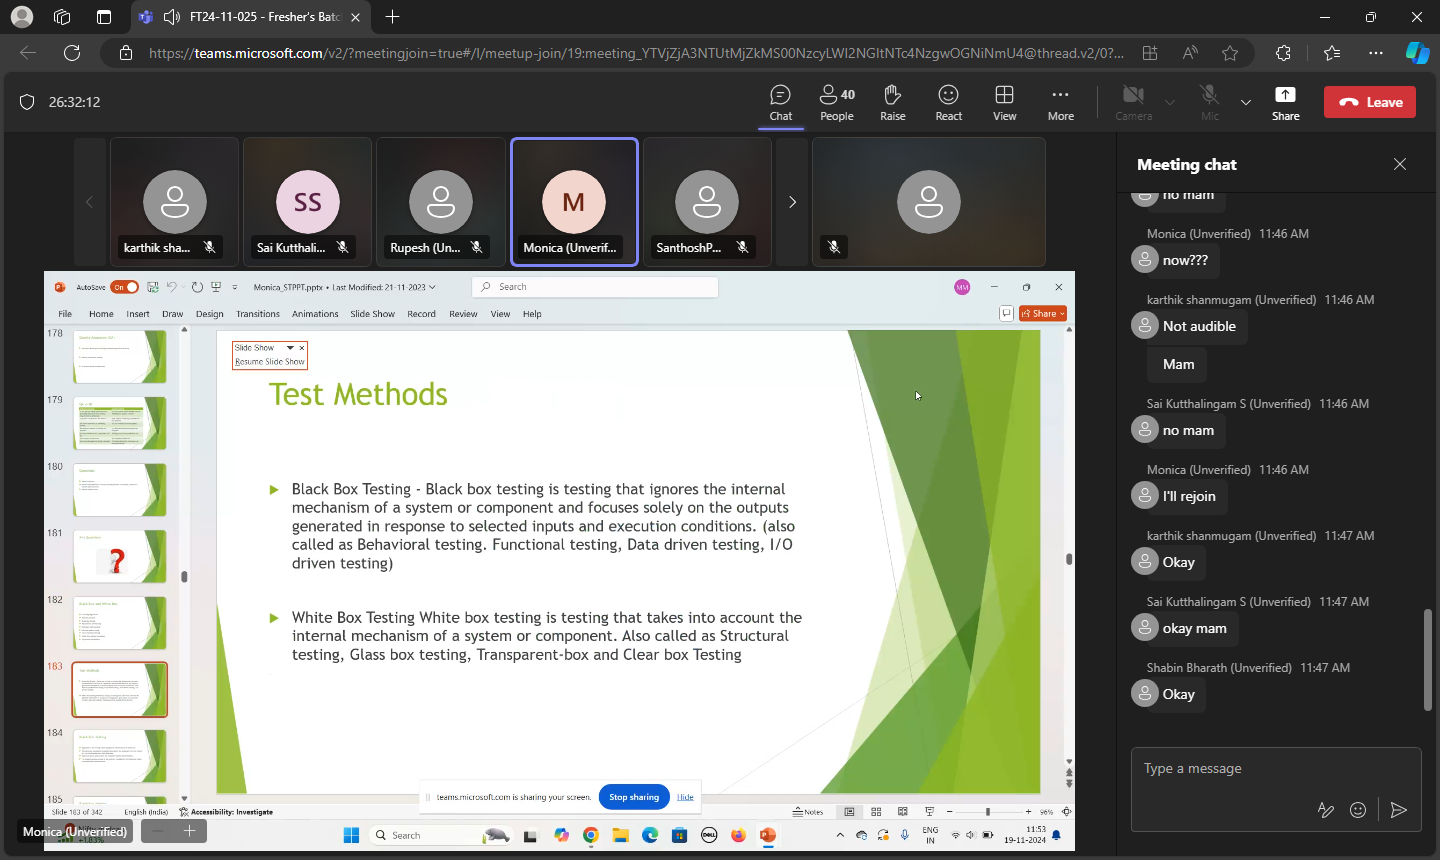 FT24-11-025 - Fresher's Batc
https://teams.microsoft.com/v2/?meetingjoin=true#/l/meetup-join/19:meeting_YTVjZjA3NTUtMjZkMS00NzcyLWI2NGItNTc4NzgwOGNiNmU4@thread.v2/0?...
26:32:12
Chat
40
People
Raise
React
View
More
Camera
Mic
Share
Leave
karthik sha...
SS
Sai Kutthali...
Rupesh (Un...
M
Monica (Unverif...
SanthoshP...
AutoSave On
Monica_STPPT.pptx • Last Modified: 21-11-2023
Search
MM
File Home Insert Draw Design Transitions Animations Slide Show Record Review View Help
Share
178
179
180
181
182
183
184
185
Slide Show
Resume Slide Show
Test Methods
Black Box Testing - Black box testing is testing that ignores the internal
mechanism of a system or component and focuses solely on the outputs
generated in response to selected inputs and execution conditions. (also
called as Behavioral testing. Functional testing, Data driven testing, I/O
driven testing)
White Box Testing White box testing is testing that takes into account the
internal mechanism of a system or component. Also called as Structural
testing, Glass box testing, Transparent-box and Clear box Testing
teams.microsoft.com is sharing your screen.
Stop sharing
Hide
Slide 183 of 342
English (India)
Accessibility: Investigate
Notes
96%
Monica (Unverified)
Search
DELL
ENG
IN
11:53
19-11-2024
Meeting chat
no mam
Monica (Unverified) 11:46 AM
now???
karthik shanmugam (Unverified) 11:46 AM
Not audible
Mam
Sai Kutthalingam S (Unverified) 11:46 AM
no mam
Monica (Unverified) 11:46 AM
I'll rejoin
karthik shanmugam (Unverified) 11:47 AM
Okay
Sai Kutthalingam S (Unverified) 11:47 AM
okay mam
Shabin Bharath (Unverified) 11:47 AM
Okay
Type a message